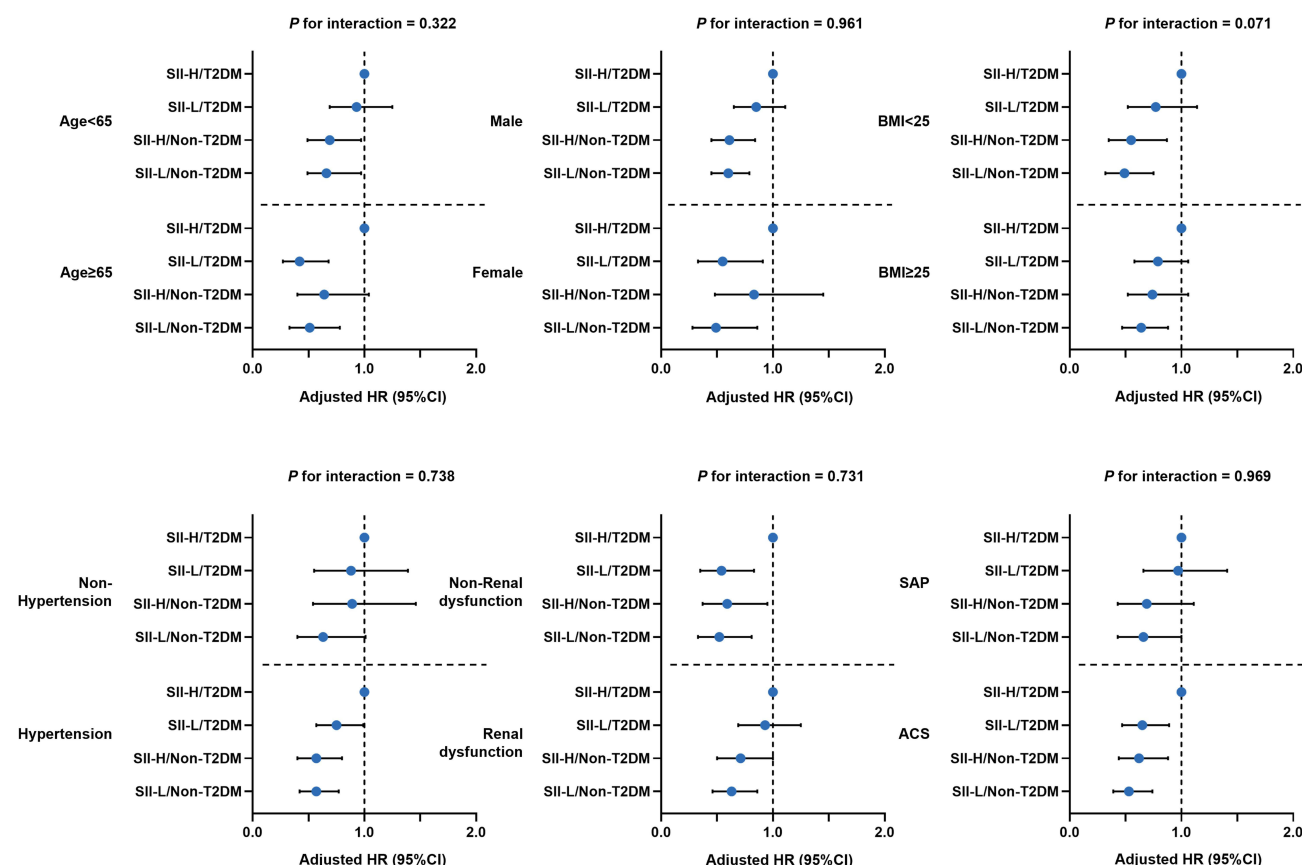 P for interaction = 0.322
SII-H/T2DM
SII-L/T2DM
Age<65
SII-H/Non-T2DM
SII-L/Non-T2DM
SII-H/T2DM
SII-L/T2DM
Age≥65
SII-H/Non-T2DM
SII-L/Non-T2DM
0.0 1.0 2.0
Adjusted HR (95%CI)
P for interaction = 0.961
SII-H/T2DM
SII-L/T2DM
Male
SII-H/Non-T2DM
SII-L/Non-T2DM
SII-H/T2DM
SII-L/T2DM
Female
SII-H/Non-T2DM
SII-L/Non-T2DM
0.0 1.0 2.0
Adjusted HR (95%CI)
P for interaction = 0.071
SII-H/T2DM
SII-L/T2DM
BMI<25
SII-H/Non-T2DM
SII-L/Non-T2DM
SII-H/T2DM
SII-L/T2DM
BMI≥25
SII-H/Non-T2DM
SII-L/Non-T2DM
0.0 1.0 2.0
Adjusted HR (95%CI)
P for interaction = 0.738
SII-H/T2DM
SII-L/T2DM
Non-
Hypertension
SII-H/Non-T2DM
SII-L/Non-T2DM
SII-H/T2DM
SII-L/T2DM
Hypertension
SII-H/Non-T2DM
SII-L/Non-T2DM
0.0 1.0 2.0
Adjusted HR (95%CI)
P for interaction = 0.731
SII-H/T2DM
SII-L/T2DM
Non-Renal
dysfunction
SII-H/Non-T2DM
SII-L/Non-T2DM
SII-H/T2DM
SII-L/T2DM
Renal
dysfunction
SII-H/Non-T2DM
SII-L/Non-T2DM
0.0 1.0 2.0
Adjusted HR (95%CI)
P for interaction = 0.969
SII-H/T2DM
SII-L/T2DM
SAP
SII-H/Non-T2DM
SII-L/Non-T2DM
SII-H/T2DM
SII-L/T2DM
ACS
SII-H/Non-T2DM
SII-L/Non-T2DM
0.0 1.0 2.0
Adjusted HR (95%CI)